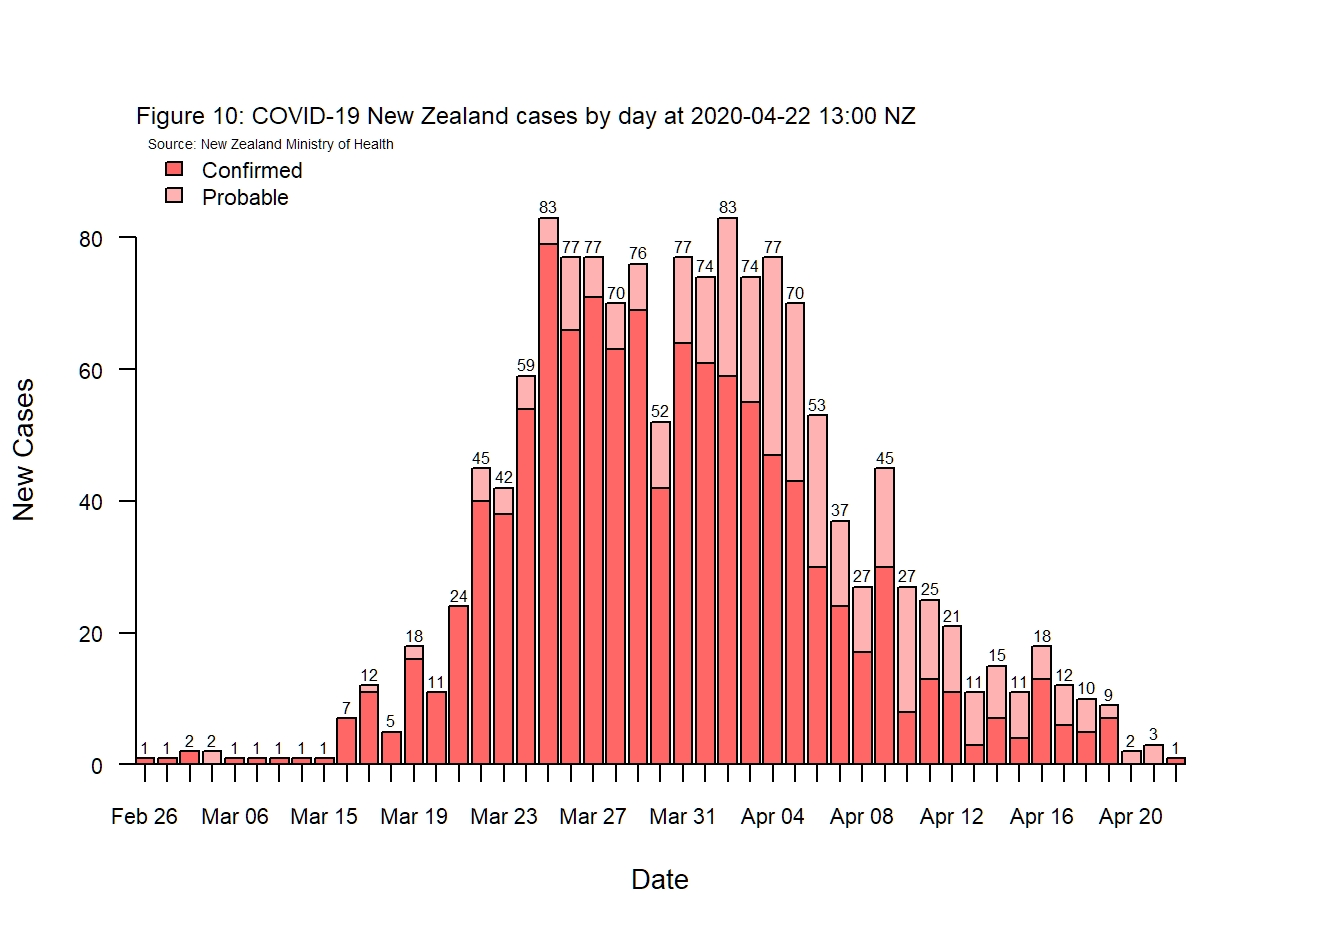 Figure 10: COVID-19 New Zealand cases by day at 2020-04-22 13:00 NZ
Source: New Zealand Ministry of Health
Confirmed
Probable
New Cases
80
60
40
20
0
1 1 2 2 1 1 1 1 1 7 12 5 18 11 24 45 42 59 83 77 77 70 76 52 77 74 83 74 77 70 53 37 27 45 27 25 21 11 15 11 18 12 10 9 2 3 1
Feb 26 Mar 06 Mar 15 Mar 19 Mar 23 Mar 27 Mar 31 Apr 04 Apr 08 Apr 12 Apr 16 Apr 20
Date